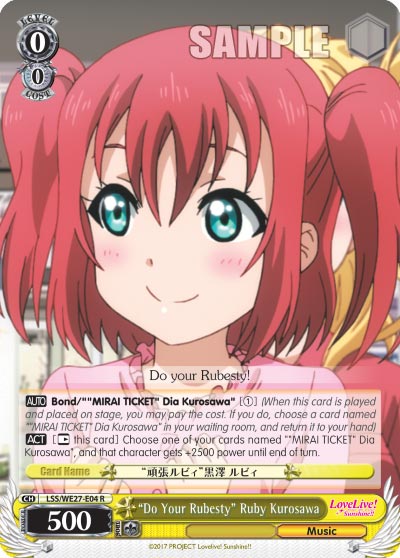 LEVEL
0
0
COST
SAMPLE
Do your Rubesty!
AUTO Bond/""MIRAI TICKET" Dia Kurosawa" [①] (When this card is played
and placed on stage, you may pay the cost. If you do, choose a card named
""MIRAI TICKET" Dia Kurosawa" in your waiting room, and return it to your hand)
ACT [ this card] Choose one of your cards named ""MIRAI TICKET" Dia
Kurosawa", and that character gets +2500 power until end of turn.
Card Name
"頑張ルビィ"黒澤 ルビィ
CH LSS/WE27-E04 R
"Do Your Rubesty" Ruby Kurosawa
LoveLive!
Sunshine!!
POWER
500
Music
©2017 PROJECT Lovelive! Sunshine!!